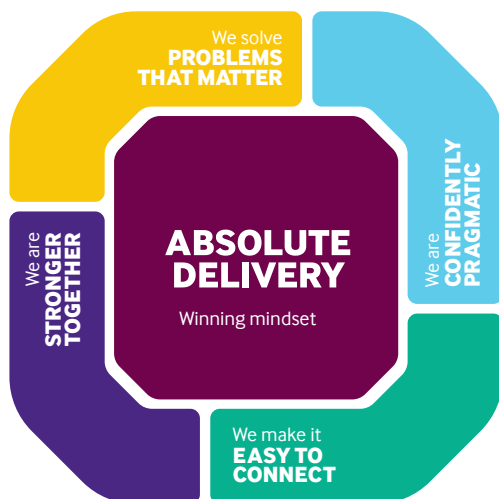 We solve
PROBLEMS
THAT MATTER
We are
CONFIDENTLY
PRAGMATIC
ABSOLUTE
DELIVERY
Winning mindset
We are
STRONGER
TOGETHER
We make it
EASY TO
CONNECT